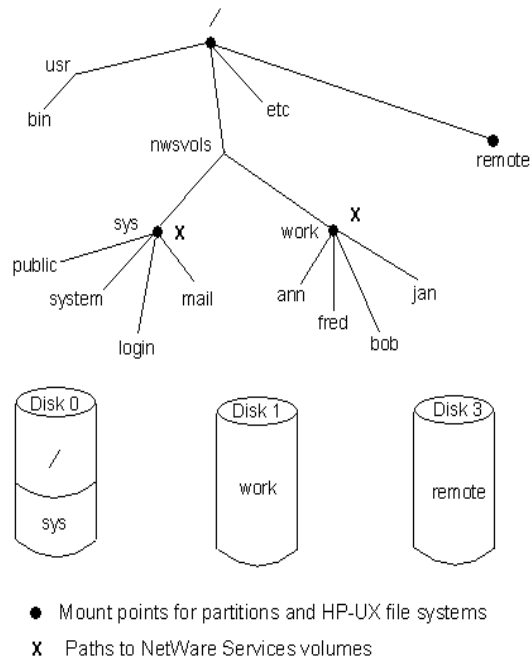 /
usr
bin
etc
nwsvols
remote
sys X
work X
public
system
login
mail
ann
fred
bob
jan
Disk 0
/
sys
Disk 1
work
Disk 3
remote
● Mount points for partitions and HP-UX file systems
X Paths to NetWare Services volumes